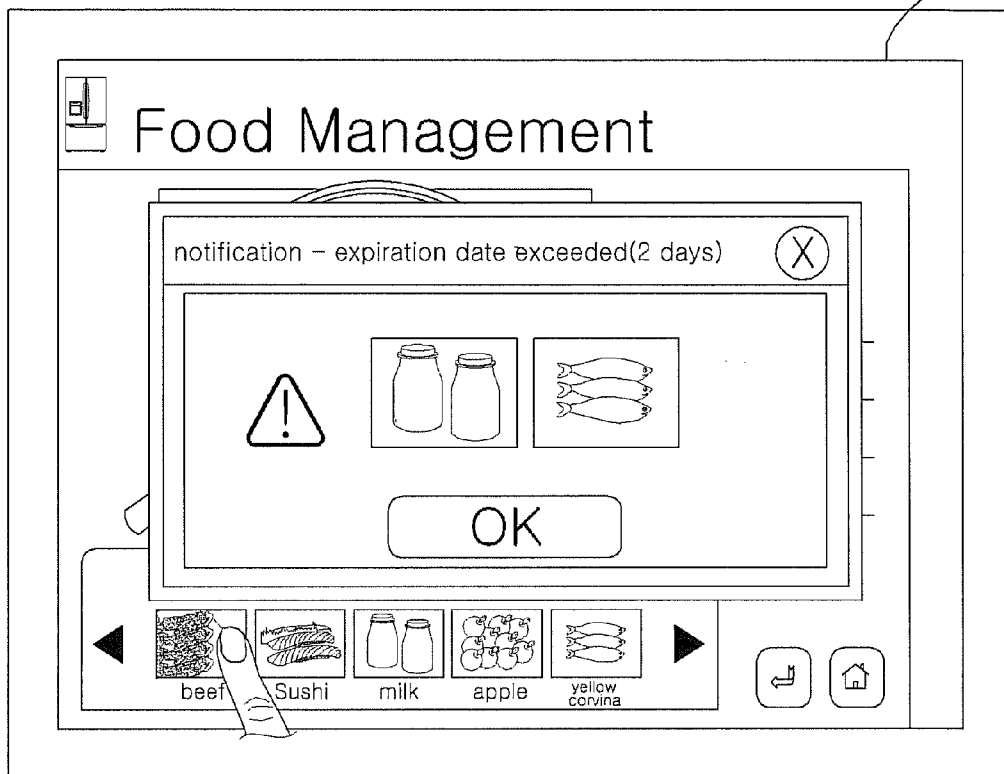 Food Management
notification - expiration date exceeded(2 days)
X
OK
beef
Sushi
milk
apple
yellow
corvina